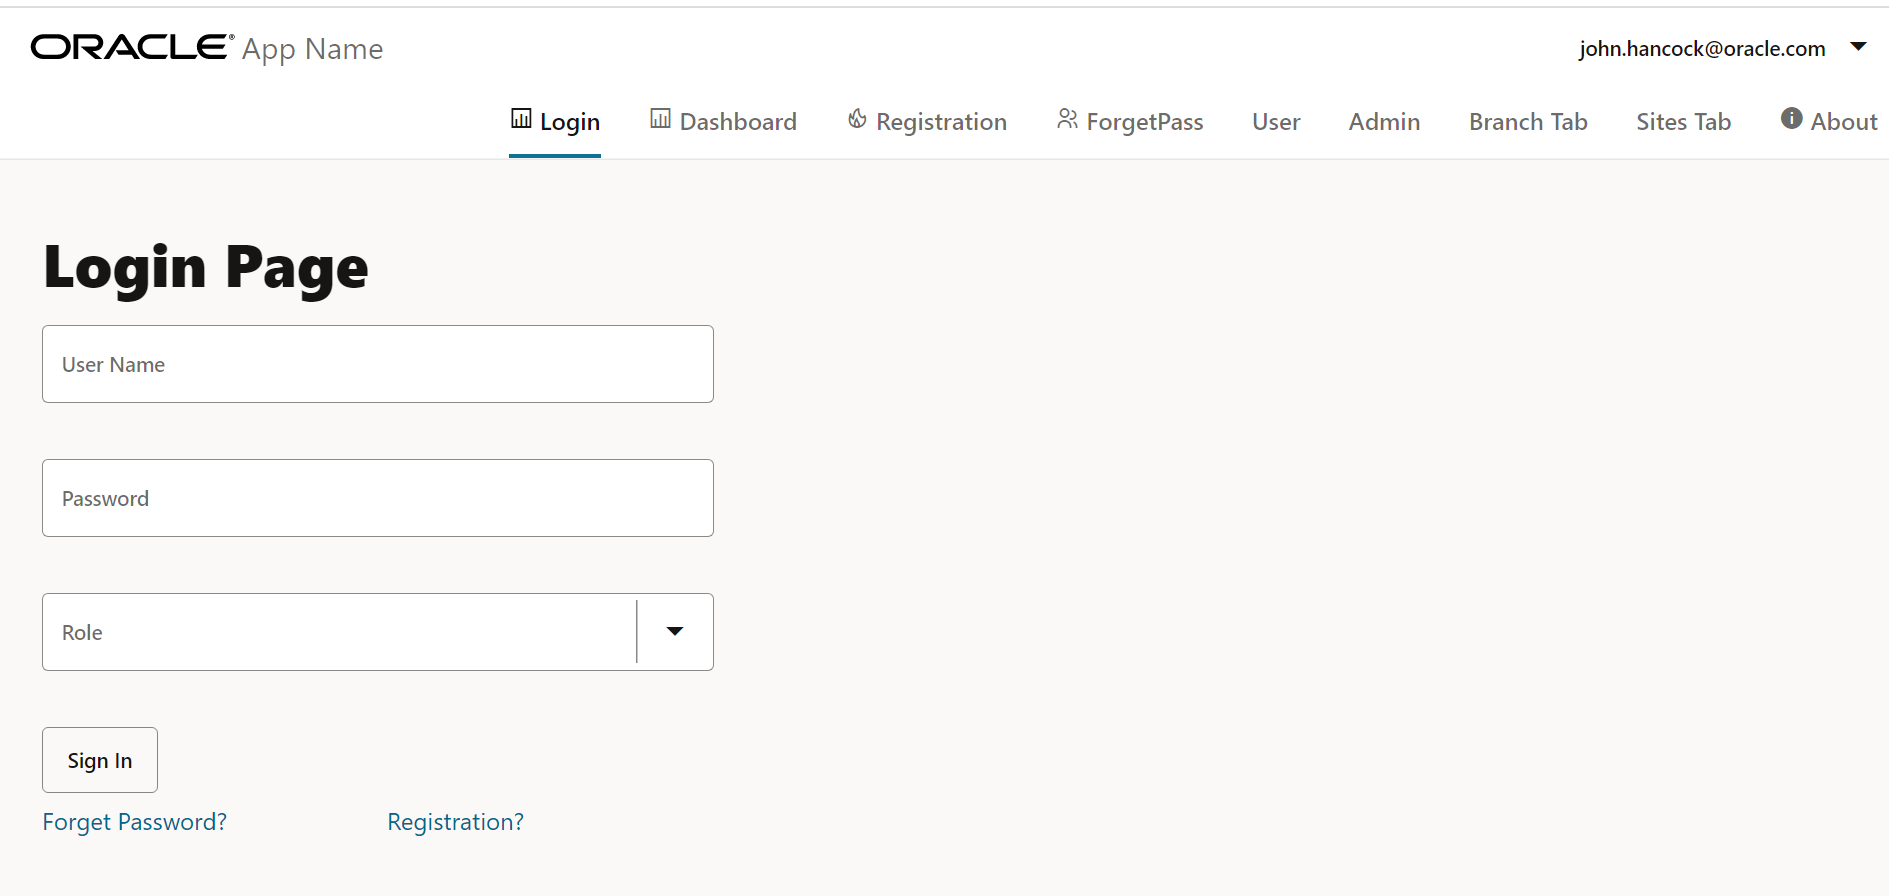 ORACLE® App Name
john.hancock@oracle.com
Login Dashboard Registration ForgetPass User Admin Branch Tab Sites Tab About
Login Page
User Name
Password
Role
Sign In
Forget Password? Registration?